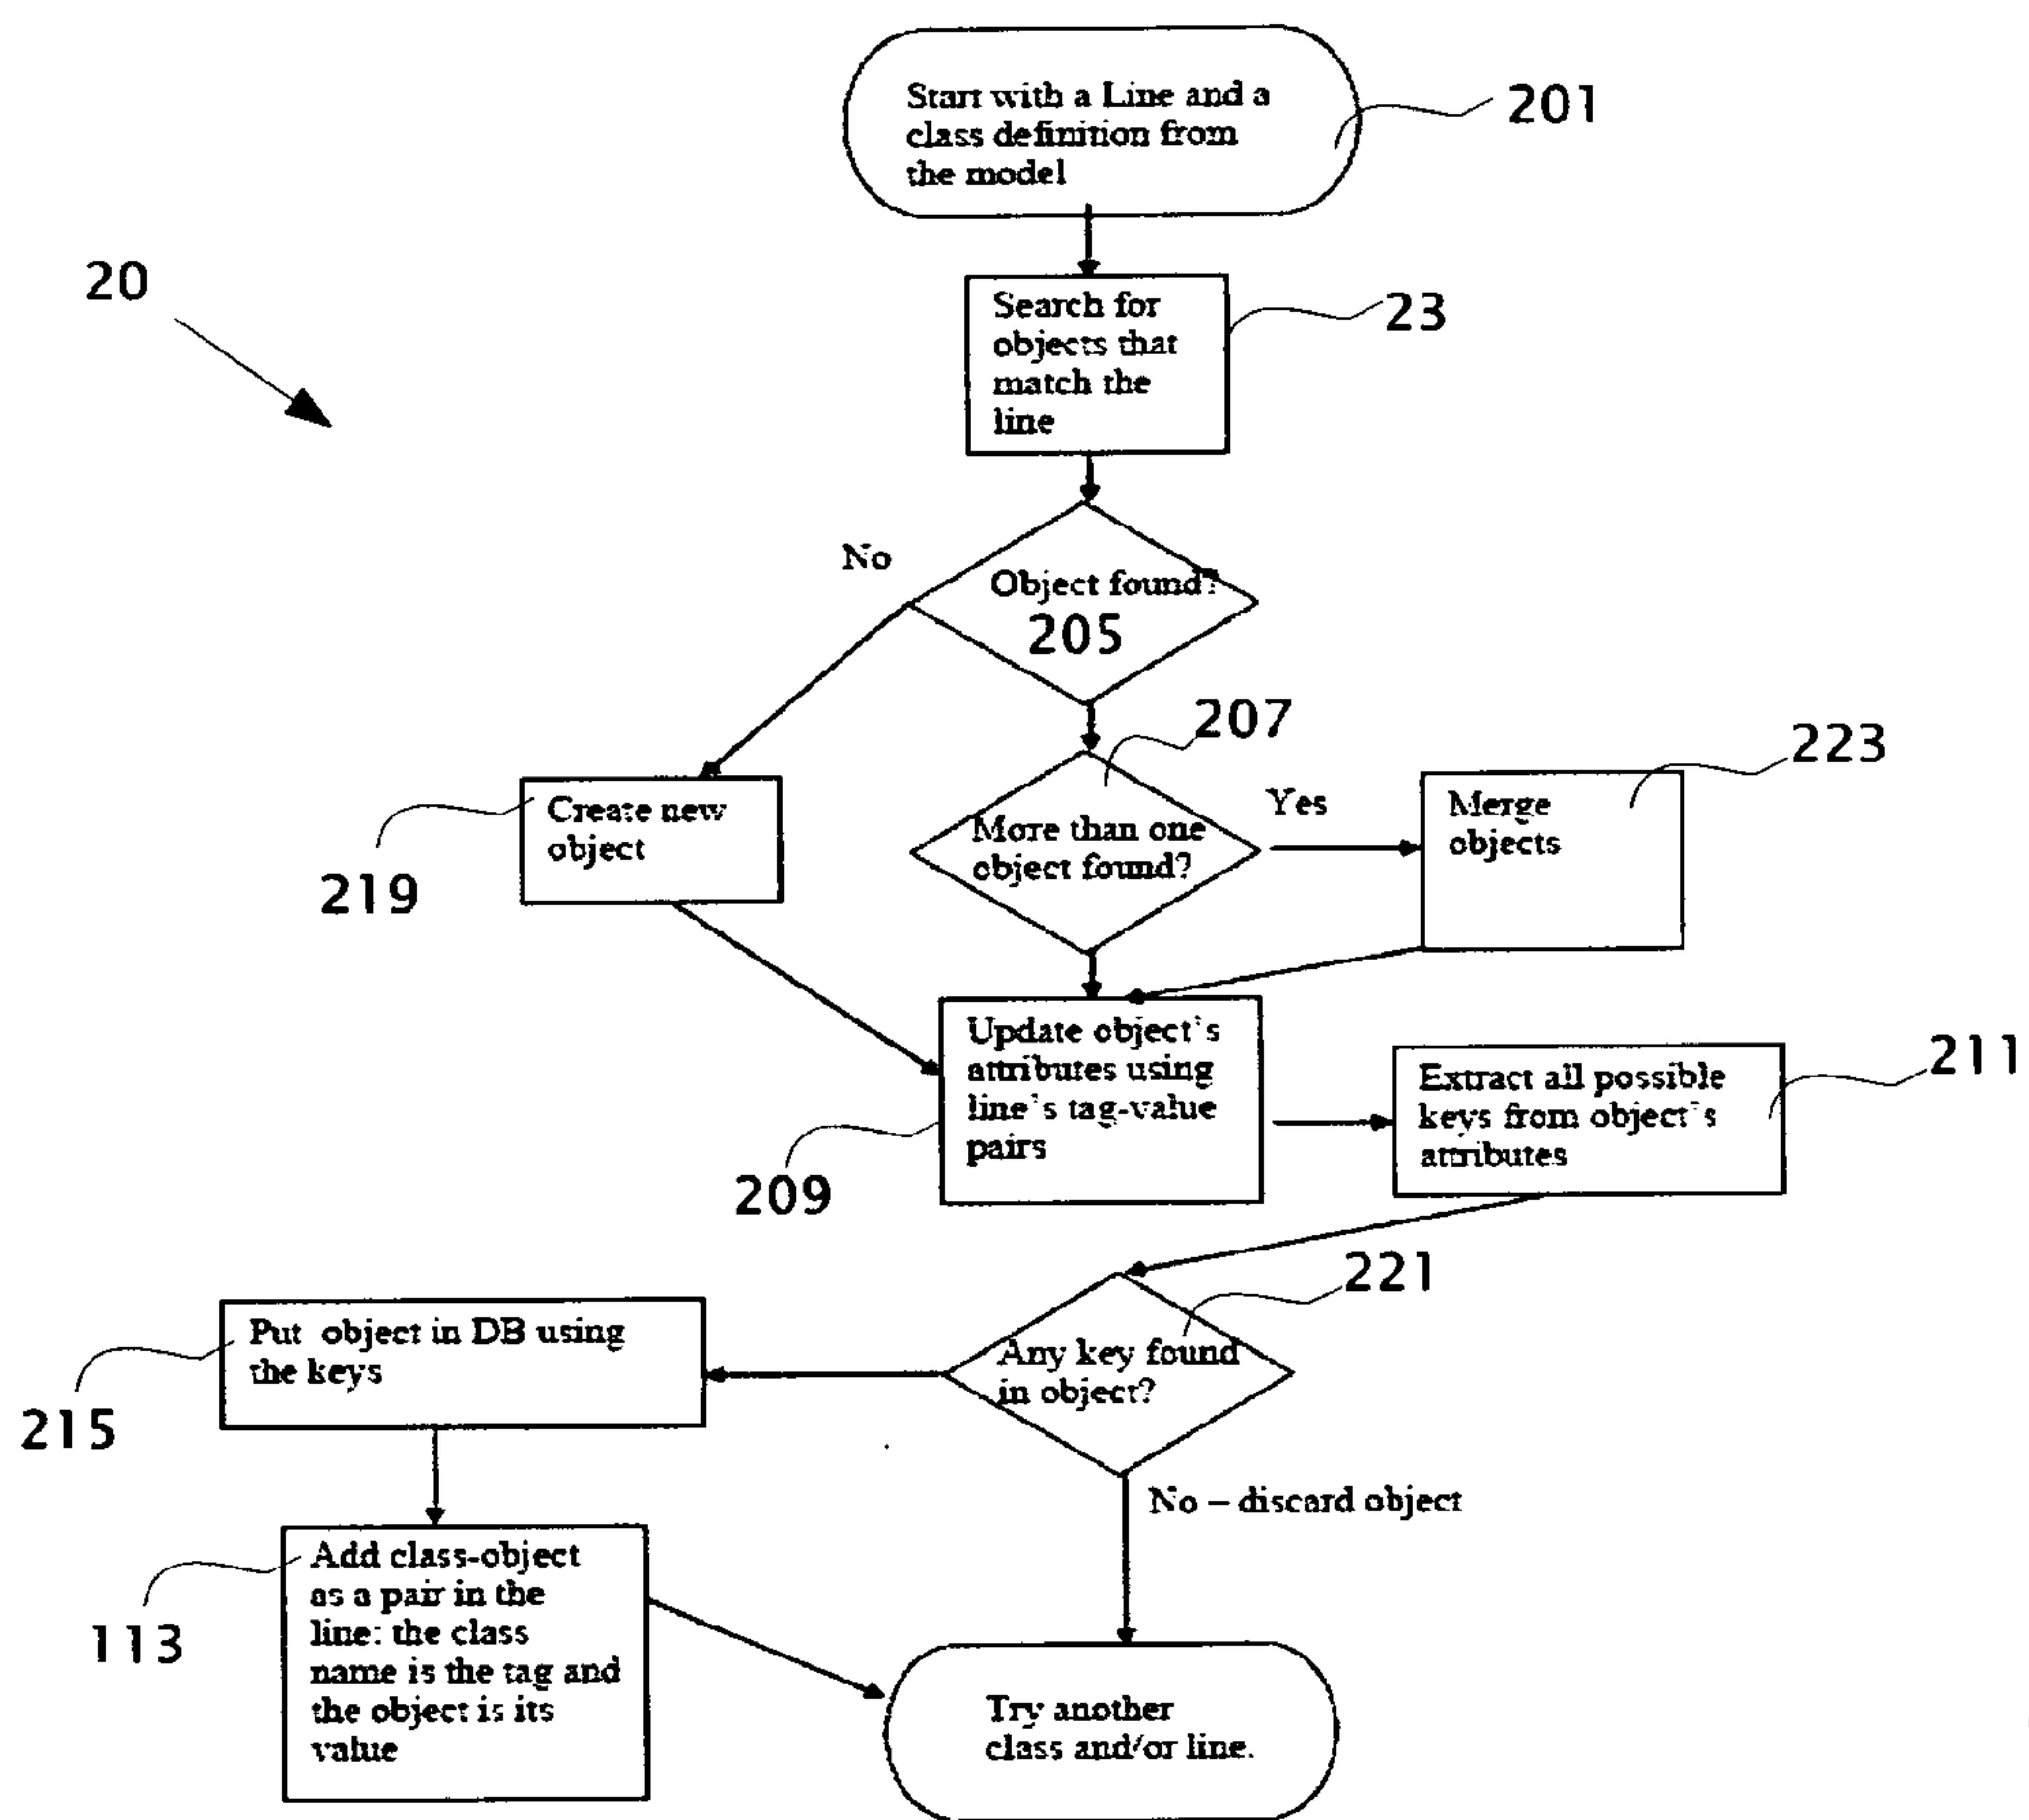 Start with a Line and a
class definition from
the model
201
20
Search for
objects that
match the
line
23
No
Object found?
205
207
223
Create new
object
219
More than one
object found?
Yes
Merge
objects
Update object's
attributes using
line's tag-value
pairs
209
Extract all possible
keys from object's
attributes
211
221
Put object in DB using
the keys
215
Any key found
in object?
No – discard object
Add class-object
as a pair in the
line: the class
name is the tag and
the object is its
value
113
Try another
class and/or line.